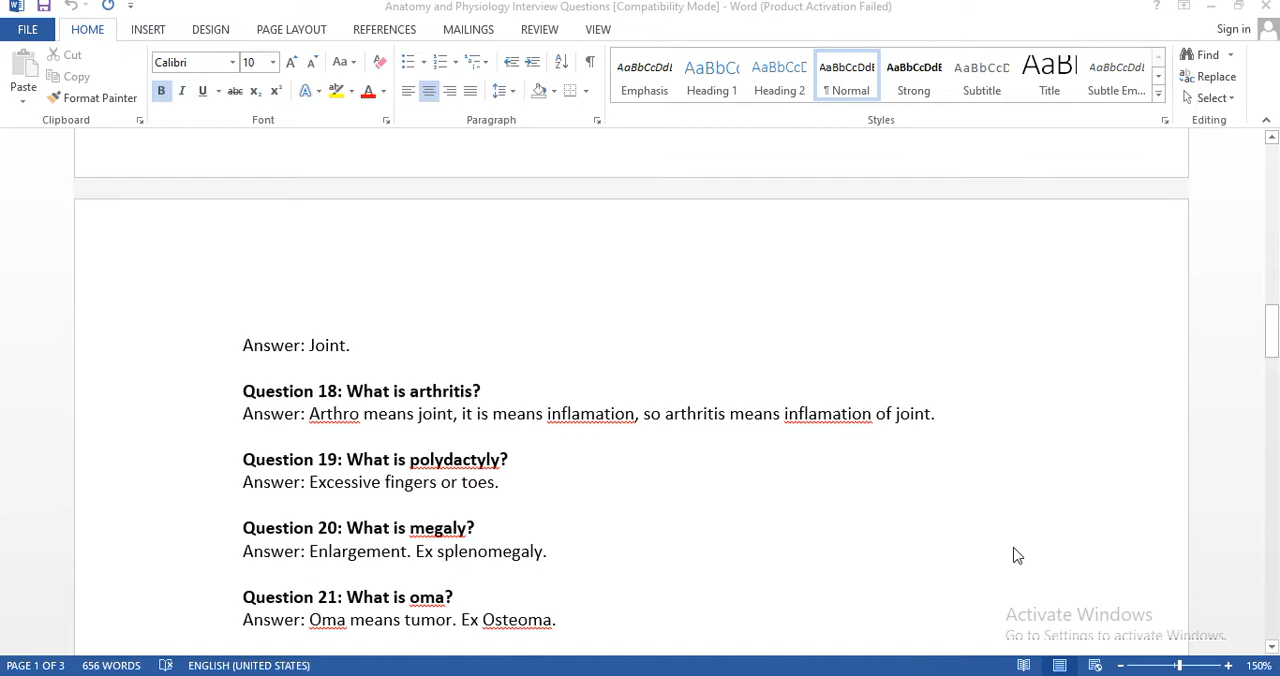 Anatomy and Physiology Interview Questions [Compatibility Mode] - Word (Product Activation Failed)
FILE HOME INSERT DESIGN PAGE LAYOUT REFERENCES MAILINGS REVIEW VIEW Sign in
Paste Cut Copy Format Painter
Calibri 10
AaBbCcDdI Emphasis
AaBbCc Heading 1
AaBbCcD Heading 2
AaBbCcDdE ¶ Normal
AaBbCcDdE Strong
AaBbCcD Subtitle
AaBl Title
AaBbCcDdI Subtle Em...
Find
Replace
Select
Clipboard Font Paragraph Styles Editing
Answer: Joint.
Question 18: What is arthritis?
Answer: Arthro means joint, it is means inflamation, so arthritis means inflamation of joint.
Question 19: What is polydactyly?
Answer: Excessive fingers or toes.
Question 20: What is megaly?
Answer: Enlargement. Ex splenomegaly.
Question 21: What is oma?
Answer: Oma means tumor. Ex Osteoma.
Activate Windows
Go to Settings to activate Windows.
PAGE 1 OF 3 656 WORDS ENGLISH (UNITED STATES) 150%